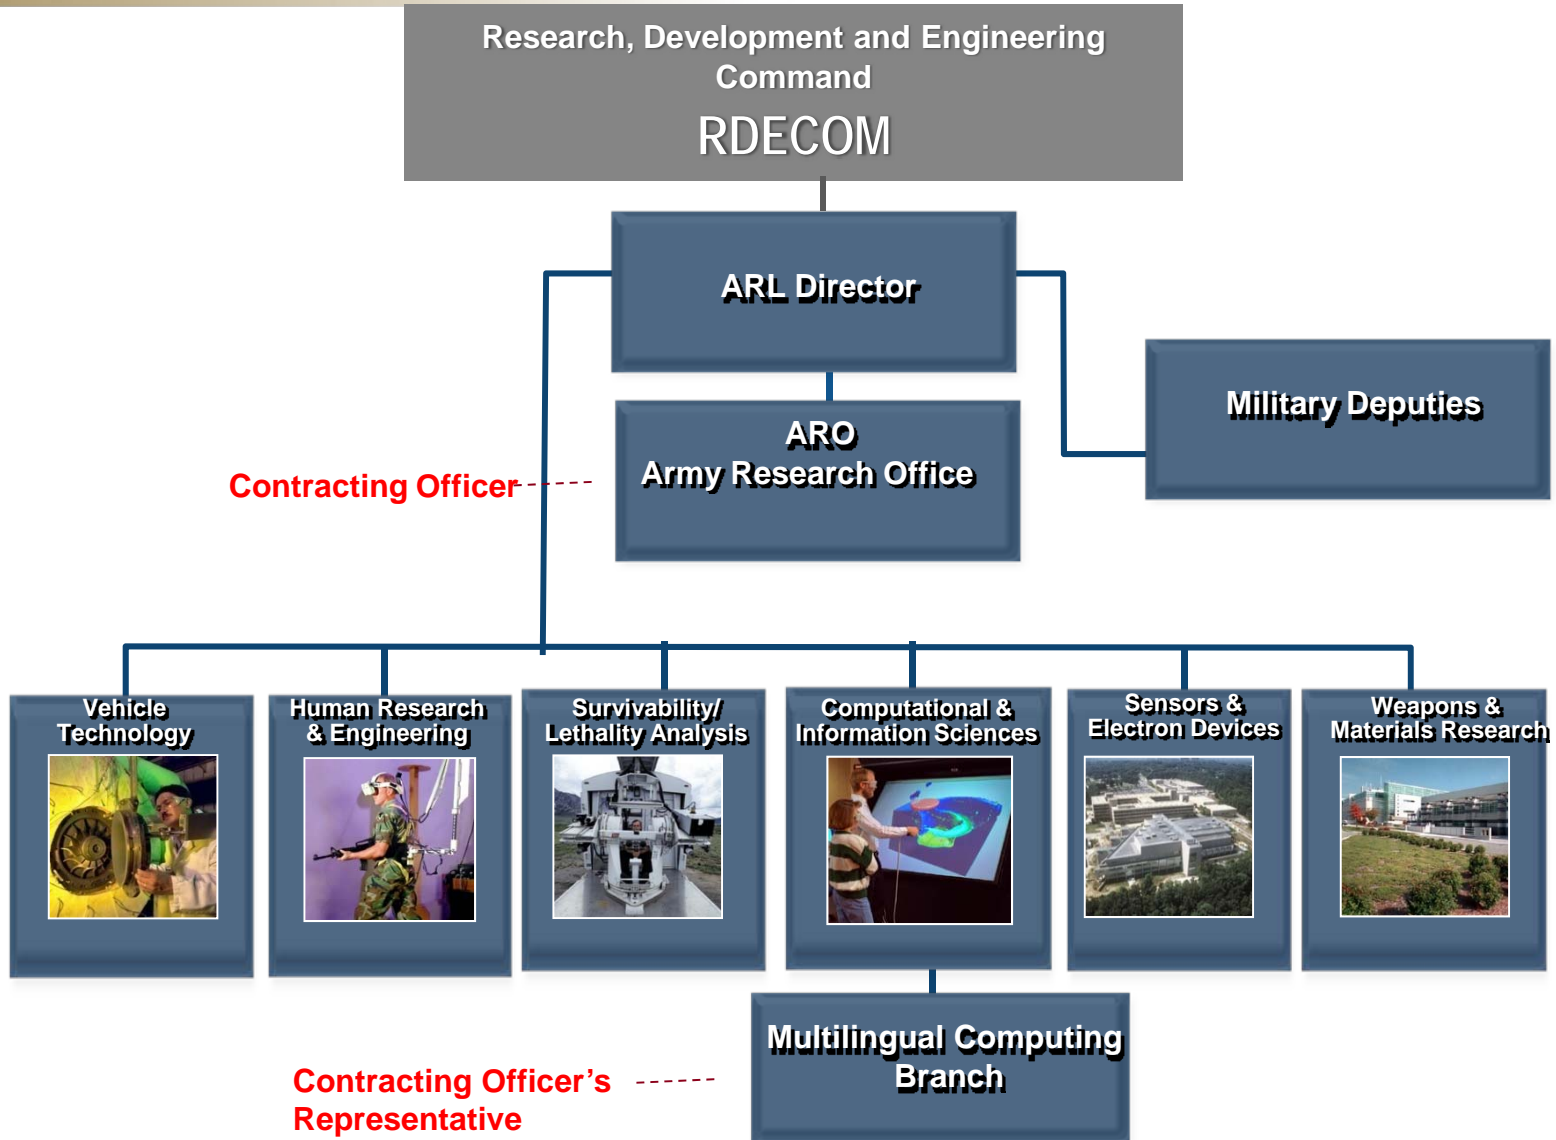 Research, Development and Engineering
Command
RDECOM
ARL Director
Military Deputies
ARO
Army Research Office
Contracting Officer
Vehicle
Technology
Human Research
& Engineering
Survivability/
Lethality Analysis
Computational &
Information Sciences
Sensors &
Electron Devices
Weapons &
Materials Research
Multilingual Computing
Branch
Contracting Officer’s
Representative